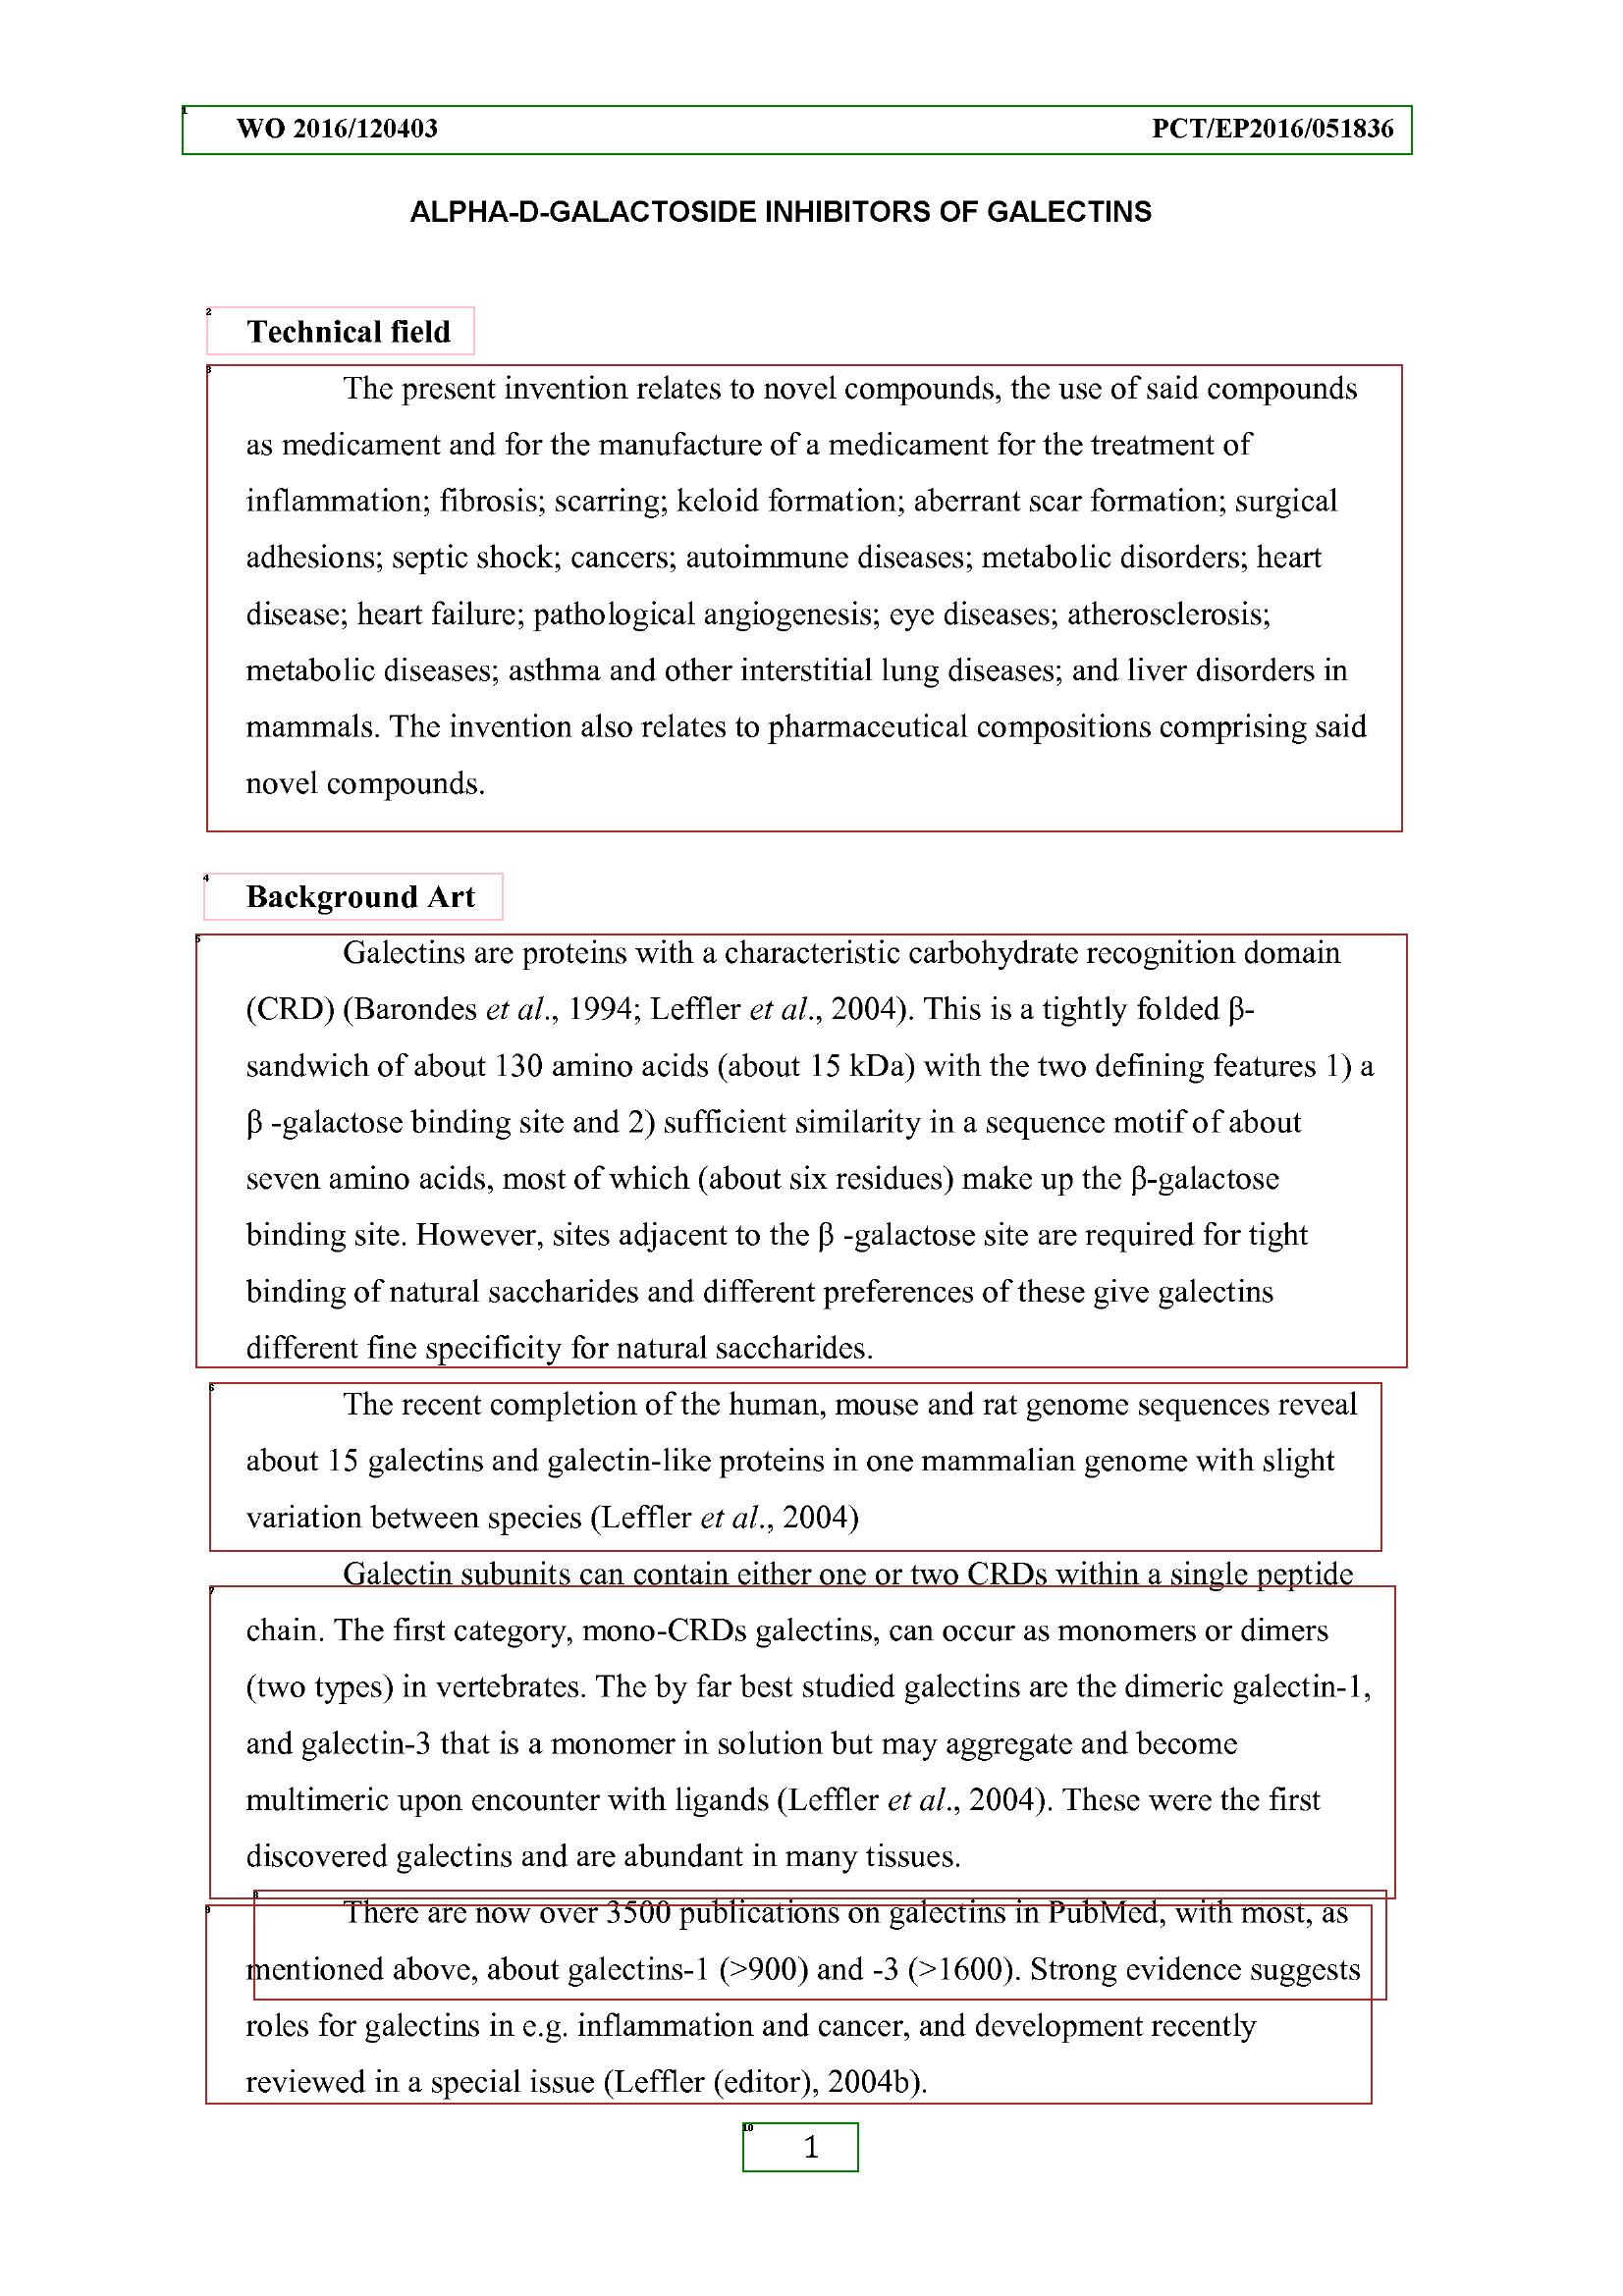 1
WO 2016/120403 PCT/EP2016/051836
ALPHA-D-GALACTOSIDE INHIBITORS OF GALECTINS
2
Technical field
3
The present invention relates to novel compounds, the use of said compounds
as medicament and for the manufacture of a medicament for the treatment of
inflammation; fibrosis; scarring; keloid formation; aberrant scar formation; surgical
adhesions; septic shock; cancers; autoimmune diseases; metabolic disorders; heart
disease; heart failure; pathological angiogenesis; eye diseases; atherosclerosis;
metabolic diseases; asthma and other interstitial lung diseases; and liver disorders in
mammals. The invention also relates to pharmaceutical compositions comprising said
novel compounds.
4
Background Art
5
Galectins are proteins with a characteristic carbohydrate recognition domain
(CRD) (Barondes et al., 1994; Leffler et al., 2004). This is a tightly folded β-
sandwich of about 130 amino acids (about 15 kDa) with the two defining features 1) a
β -galactose binding site and 2) sufficient similarity in a sequence motif of about
seven amino acids, most of which (about six residues) make up the β-galactose
binding site. However, sites adjacent to the β -galactose site are required for tight
binding of natural saccharides and different preferences of these give galectins
different fine specificity for natural saccharides.
6
The recent completion of the human, mouse and rat genome sequences reveal
about 15 galectins and galectin-like proteins in one mammalian genome with slight
variation between species (Leffler et al., 2004)
Galectin subunits can contain either one or two CRDs within a single peptide
7
chain. The first category, mono-CRDs galectins, can occur as monomers or dimers
(two types) in vertebrates. The by far best studied galectins are the dimeric galectin-1,
and galectin-3 that is a monomer in solution but may aggregate and become
multimeric upon encounter with ligands (Leffler et al., 2004). These were the first
discovered galectins and are abundant in many tissues.
8
9
There are now over 3500 publications on galectins in PubMed, with most, as
mentioned above, about galectins-1 (>900) and -3 (>1600). Strong evidence suggests
roles for galectins in e.g. inflammation and cancer, and development recently
reviewed in a special issue (Leffler (editor), 2004b).
10
1